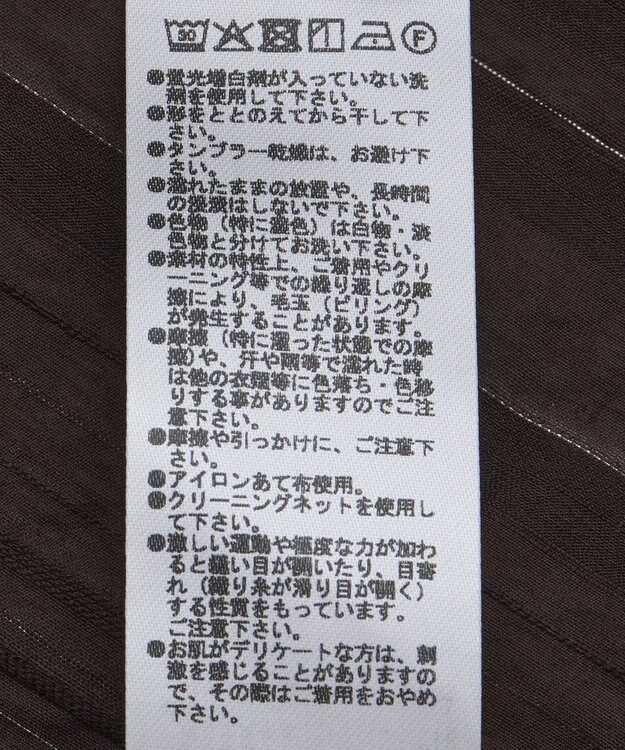 30 F
●蛍光増白剤が入っていない洗
剤を使用して下さい。
●形をととのえてから干して下
さい。
●タンブラー乾燥は、お避け下
さい。
●濡れたままの放置や、長時間
の浸漬はしないで下さい。
●色物（特に濃色）は白物・淡
色物と分けてお洗い下さい。
●素材の特性上、ご着用やクリ
ーニング等での繰り返しの摩
擦により、毛玉（ピリング）
が発生することがあります。
●摩擦（特に湿った状態での摩
擦）や、汗や雨等で濡れた時
は他の衣類等に色落ち・色移
りする事がありますのでご注
意下さい。
●摩擦や引っかけに、ご注意下
さい。
●アイロンあて布使用。
●クリーニングネットを使用し
て下さい。
●激しい運動や極度な力が加わ
ると縫い目が開いたり、目寄
れ（織り糸が滑り目が開く）
する性質をもっています。
ご注意下さい。
●お肌がデリケートな方は、刺
激を感じることがありますの
で、その際はご着用をおやめ
下さい。